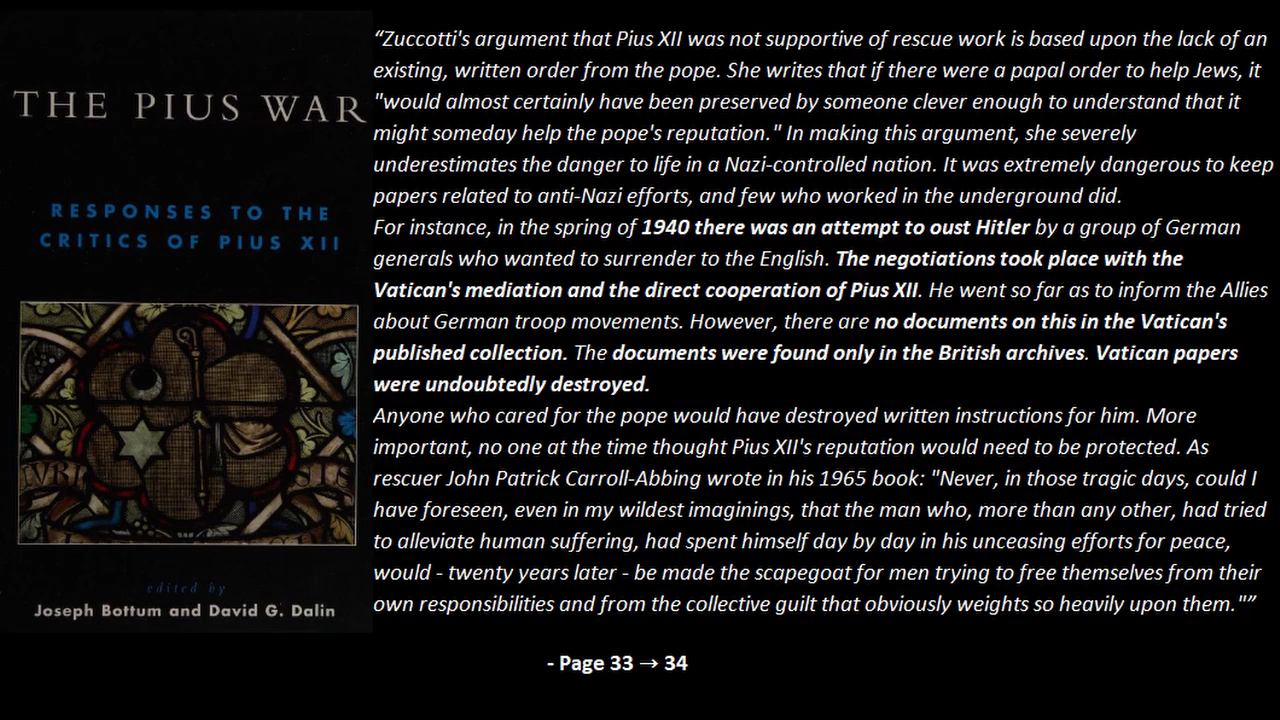 THE PIUS WAR
RESPONSES TO THE
CRITICS OF PIUS XII
edited by
Joseph Bottum and David G. Dalin
“Zuccotti's argument that Pius XII was not supportive of rescue work is based upon the lack of an
existing, written order from the pope. She writes that if there were a papal order to help Jews, it
"would almost certainly have been preserved by someone clever enough to understand that it
might someday help the pope's reputation." In making this argument, she severely
underestimates the danger to life in a Nazi-controlled nation. It was extremely dangerous to keep
papers related to anti-Nazi efforts, and few who worked in the underground did.
For instance, in the spring of 1940 there was an attempt to oust Hitler by a group of German
generals who wanted to surrender to the English. The negotiations took place with the
Vatican's mediation and the direct cooperation of Pius XII. He went so far as to inform the Allies
about German troop movements. However, there are no documents on this in the Vatican's
published collection. The documents were found only in the British archives. Vatican papers
were undoubtedly destroyed.
Anyone who cared for the pope would have destroyed written instructions for him. More
important, no one at the time thought Pius XII's reputation would need to be protected. As
rescuer John Patrick Carroll-Abbing wrote in his 1965 book: "Never, in those tragic days, could I
have foreseen, even in my wildest imaginings, that the man who, more than any other, had tried
to alleviate human suffering, had spent himself day by day in his unceasing efforts for peace,
would - twenty years later - be made the scapegoat for men trying to free themselves from their
own responsibilities and from the collective guilt that obviously weights so heavily upon them."”
- Page 33 → 34